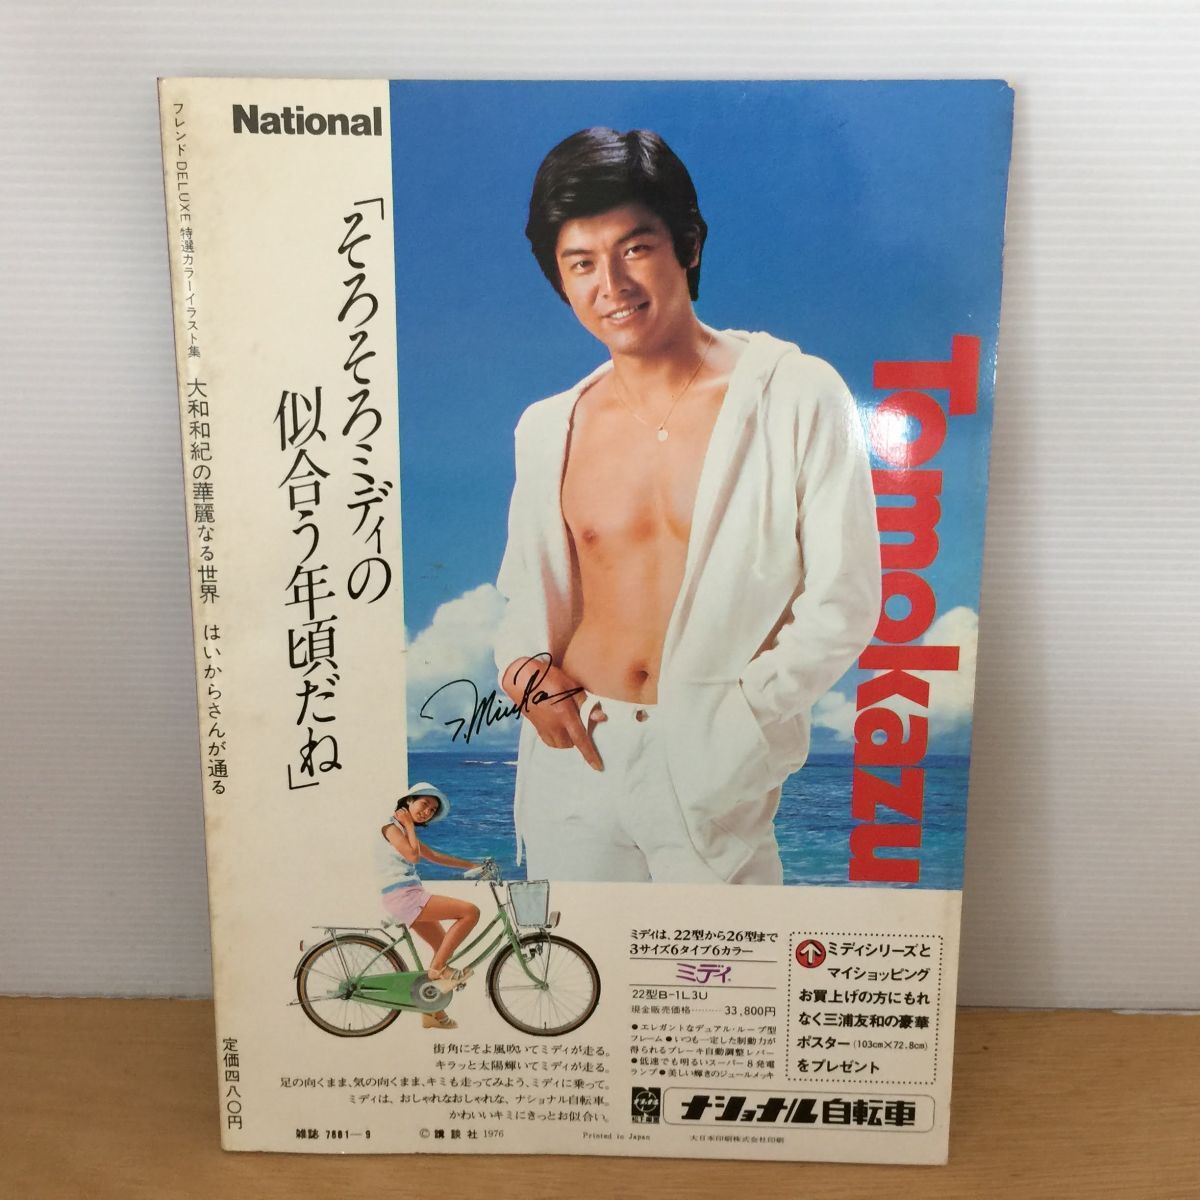 フレンドDELUXE 特選カラーイラスト集 大和和紀の華麗なる世界 はいからさんが通る
定価四八〇円
National
「そろそろミディの
似合う年頃だね」
Tomokazu
T.Miura
ミディは、22型から26型まで
3サイズ6タイプ6カラー
ミディ
22型B-1L3U
現金販売価格………33,800円
●エレガントなデュアル・ループ型
フレーム●いつも一定した制動力が
得られるブレーキ自動調整レバー
●低速でも明るいスーパー8発電
ランプ●美しい輝きのジュールメッキ
ミディシリーズと
マイショッピング
お買上げの方にもれ
なく三浦友和の豪華
ポスター(103cm×72.8cm)
をプレゼント
街角にそよ風吹いてミディが走る。
キラッと太陽輝いてミディが走る。
足の向くまま、気の向くまま、キミも走ってみよう、ミディに乗って。
ミディは、おしゃれなおしゃれな、ナショナル自転車。
かわいいキミにきっとお似合い。
ナショナル自転車
雑誌 7881-9
©講談社1976
Printed in Japan
大日本印刷株式会社印刷